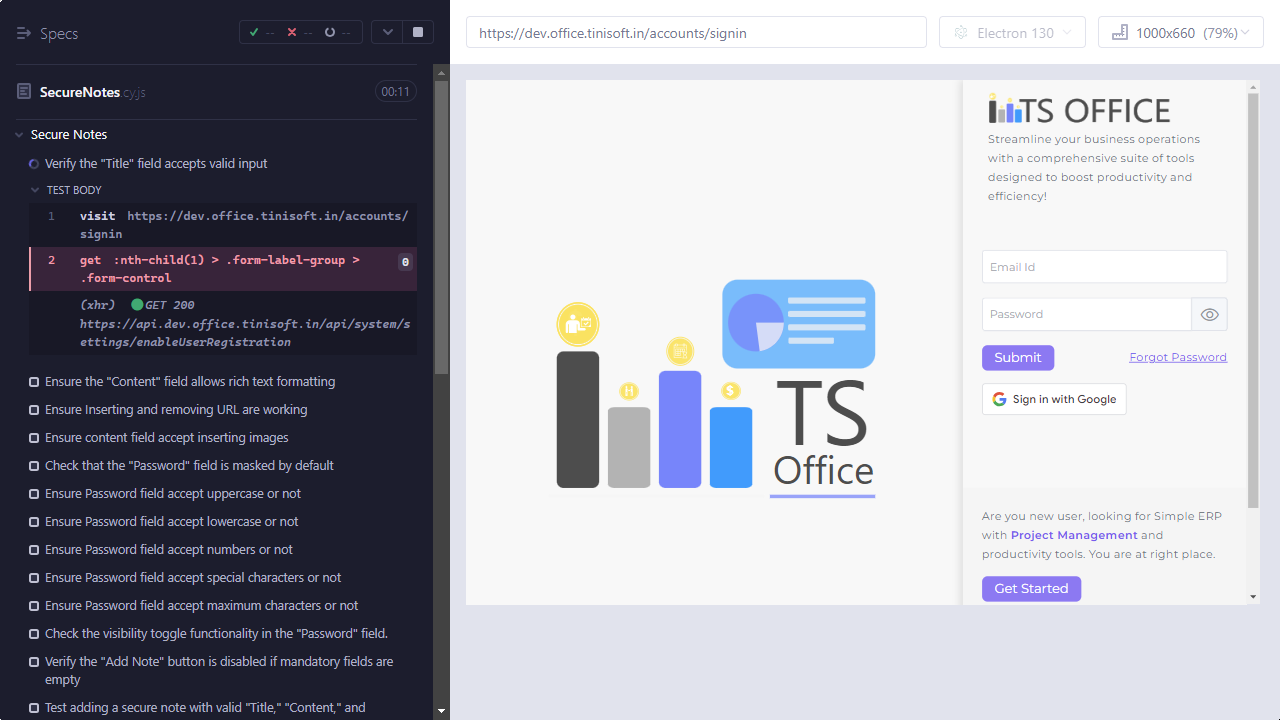 Specs
-- -- --
SecureNotes.cy.js
00:11
Secure Notes
Verify the "Title" field accepts valid input
TEST BODY
1 visit https://dev.office.tinisoft.in/accounts/
signin
2 get :nth-child(1) > .form-label-group >
.form-control
0
(xhr) GET 200
https://api.dev.office.tinisoft.in/api/system/s
ettings/enableUserRegistration
Ensure the "Content" field allows rich text formatting
Ensure Inserting and removing URL are working
Ensure content field accept inserting images
Check that the "Password" field is masked by default
Ensure Password field accept uppercase or not
Ensure Password field accept lowercase or not
Ensure Password field accept numbers or not
Ensure Password field accept special characters or not
Ensure Password field accept maximum characters or not
Check the visibility toggle functionality in the "Password" field.
Verify the "Add Note" button is disabled if mandatory fields are
empty
Test adding a secure note with valid "Title," "Content," and
https://dev.office.tinisoft.in/accounts/signin
Electron 130
1000x660 (79%)
H
$
TS
Office
TS OFFICE
Streamline your business operations
with a comprehensive suite of tools
designed to boost productivity and
efficiency!
Email Id
Password
Submit
Forgot Password
Sign in with Google
Are you new user, looking for Simple ERP
with Project Management and
productivity tools. You are at right place.
Get Started